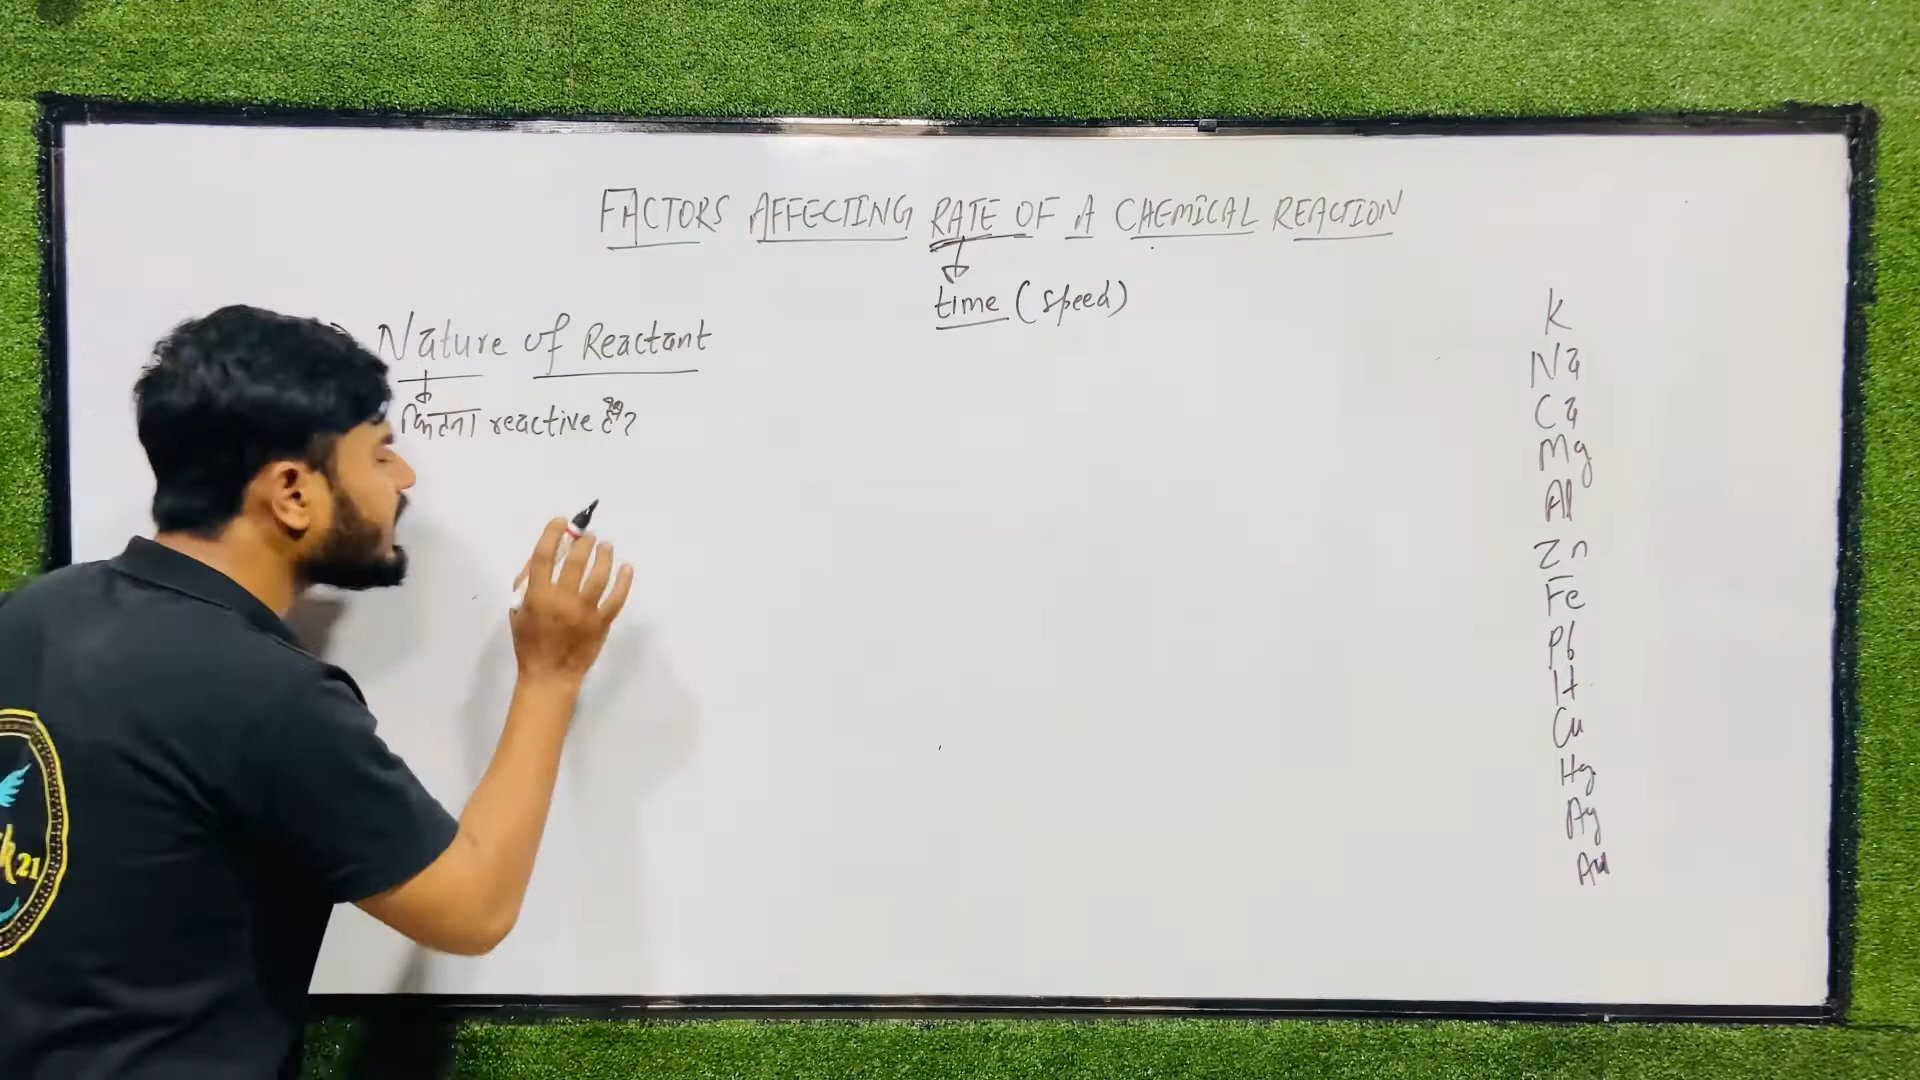 FACTORS AFFECTING RATE OF A CHEMICAL REACTION
time (speed)
Nature of Reactant
कितना reactive है?
K
Na
Ca
Mg
Al
Zn
Fe
Pb
H
Cu
Hg
Ag
Au
21